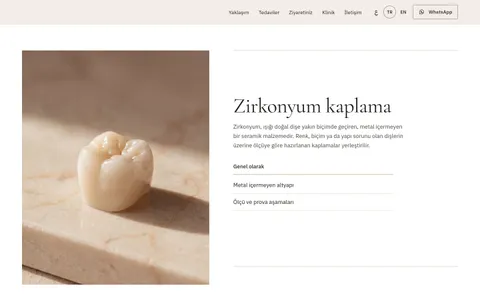 Yaklaşım Tedaviler Ziyaretiniz Klinik İletişim ع TR EN WhatsApp
Zirkonyum kaplama
Zirkonyum, ışığı doğal dişe yakın biçimde geçiren, metal içermeyen
bir seramik malzemedir. Renk, biçim ya da yapı sorunu olan dişlerin
üzerine ölçüye göre hazırlanan kaplamalar yerleştirilir.
Genel olarak
Metal içermeyen altyapı
Ölçü ve prova aşamaları